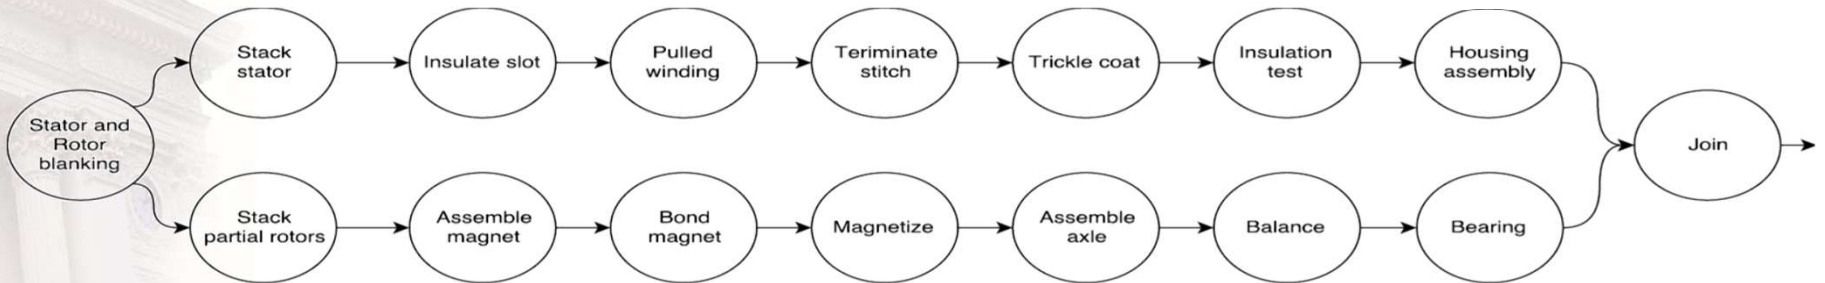 Stator and
Rotor
blanking
Stack
stator
Insulate slot
Pulled
winding
Teriminate
stitch
Trickle coat
Insulation
test
Housing
assembly
Stack
partial rotors
Assemble
magnet
Bond
magnet
Magnetize
Assemble
axle
Balance
Bearing
Join